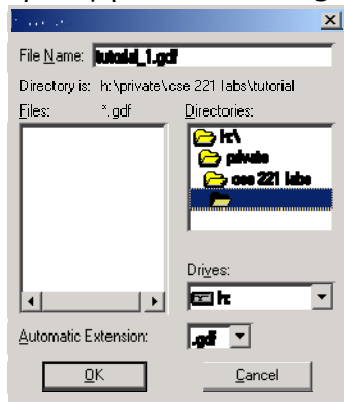 File Name: tutorial_1.gdf
Directory is: h:\private\cse 221 labs\tutorial
Files: *.gdf
Directories:
h:\
private
cse 221 labs
Drives:
h:
Automatic Extension: .gdf
OK Cancel